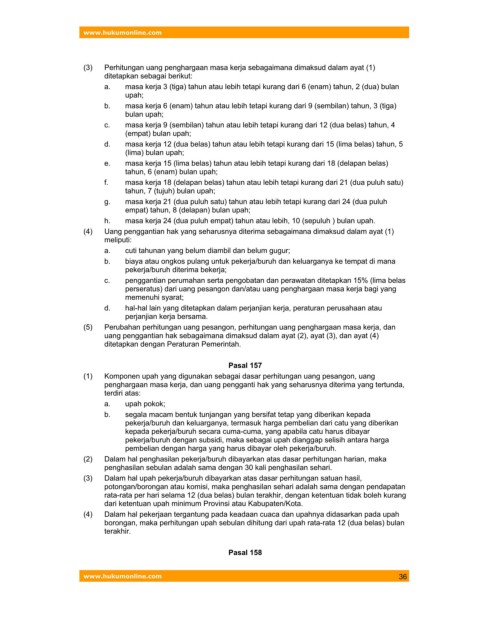 www.hukumonline.com
(3) Perhitungan uang penghargaan masa kerja sebagaimana dimaksud dalam ayat (1)
ditetapkan sebagai berikut:
a. masa kerja 3 (tiga) tahun atau lebih tetapi kurang dari 6 (enam) tahun, 2 (dua) bulan
upah;
b. masa kerja 6 (enam) tahun atau lebih tetapi kurang dari 9 (sembilan) tahun, 3 (tiga)
bulan upah;
c. masa kerja 9 (sembilan) tahun atau lebih tetapi kurang dari 12 (dua belas) tahun, 4
(empat) bulan upah;
d. masa kerja 12 (dua belas) tahun atau lebih tetapi kurang dari 15 (lima belas) tahun, 5
(lima) bulan upah;
e. masa kerja 15 (lima belas) tahun atau lebih tetapi kurang dari 18 (delapan belas)
tahun, 6 (enam) bulan upah;
f. masa kerja 18 (delapan belas) tahun atau lebih tetapi kurang dari 21 (dua puluh satu)
tahun, 7 (tujuh) bulan upah;
g. masa kerja 21 (dua puluh satu) tahun atau lebih tetapi kurang dari 24 (dua puluh
empat) tahun, 8 (delapan) bulan upah;
h. masa kerja 24 (dua puluh empat) tahun atau lebih, 10 (sepuluh ) bulan upah.
(4) Uang penggantian hak yang seharusnya diterima sebagaimana dimaksud dalam ayat (1)
meliputi:
a. cuti tahunan yang belum diambil dan belum gugur;
b. biaya atau ongkos pulang untuk pekerja/buruh dan keluarganya ke tempat di mana
pekerja/buruh diterima bekerja;
c. penggantian perumahan serta pengobatan dan perawatan ditetapkan 15% (lima belas
perseratus) dari uang pesangon dan/atau uang penghargaan masa kerja bagi yang
memenuhi syarat;
d. hal-hal lain yang ditetapkan dalam perjanjian kerja, peraturan perusahaan atau
perjanjian kerja bersama.
(5) Perubahan perhitungan uang pesangon, perhitungan uang penghargaan masa kerja, dan
uang penggantian hak sebagaimana dimaksud dalam ayat (2), ayat (3), dan ayat (4)
ditetapkan dengan Peraturan Pemerintah.
Pasal 157
(1) Komponen upah yang digunakan sebagai dasar perhitungan uang pesangon, uang
penghargaan masa kerja, dan uang pengganti hak yang seharusnya diterima yang tertunda,
terdiri atas:
a. upah pokok;
b. segala macam bentuk tunjangan yang bersifat tetap yang diberikan kepada
pekerja/buruh dan keluarganya, termasuk harga pembelian dari catu yang diberikan
kepada pekerja/buruh secara cuma-cuma, yang apabila catu harus dibayar
pekerja/buruh dengan subsidi, maka sebagai upah dianggap selisih antara harga
pembelian dengan harga yang harus dibayar oleh pekerja/buruh.
(2) Dalam hal penghasilan pekerja/buruh dibayarkan atas dasar perhitungan harian, maka
penghasilan sebulan adalah sama dengan 30 kali penghasilan sehari.
(3) Dalam hal upah pekerja/buruh dibayarkan atas dasar perhitungan satuan hasil,
potongan/borongan atau komisi, maka penghasilan sehari adalah sama dengan pendapatan
rata-rata per hari selama 12 (dua belas) bulan terakhir, dengan ketentuan tidak boleh kurang
dari ketentuan upah minimum Provinsi atau Kabupaten/Kota.
(4) Dalam hal pekerjaan tergantung pada keadaan cuaca dan upahnya didasarkan pada upah
borongan, maka perhitungan upah sebulan dihitung dari upah rata-rata 12 (dua belas) bulan
terakhir.
Pasal 158
www.hukumonline.com 36